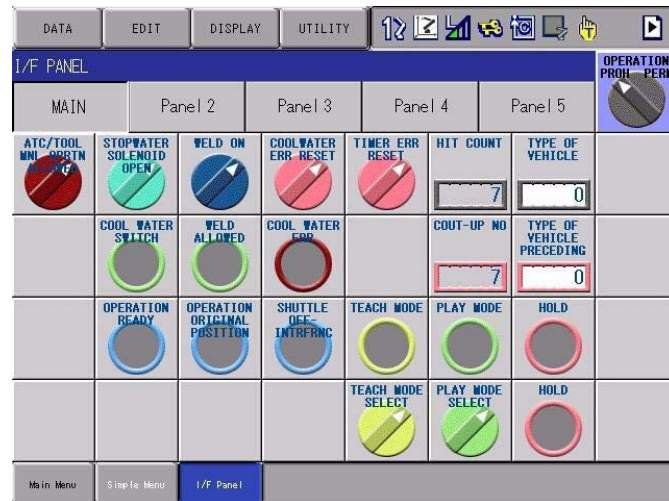 DATA EDIT DISPLAY UTILITY
I/F PANEL
OPERATION
PROH PERI
MAIN Panel 2 Panel 3 Panel 4 Panel 5
ATC/TOOL
MNL OPRTN
ALLOWED
STOPWATER
SOLENOID
OPEN
WELD ON
COOLWATER
ERR RESET
TIMER ERR
RESET
HIT COUNT
7
TYPE OF
VEHICLE
0
COOL WATER
SWITCH
WELD
ALLOWED
COOL WATER
ERR
COUT-UP NO
7
TYPE OF
VEHICLE
PRECEDING
0
OPERATION
READY
OPERATION
ORIGINAL
POSITION
SHUTTLE
OFF-
INTRFRNC
TEACH MODE
PLAY MODE
HOLD
TEACH MODE
SELECT
PLAY MODE
SELECT
HOLD
Main Menu Simple Menu I/F Panel